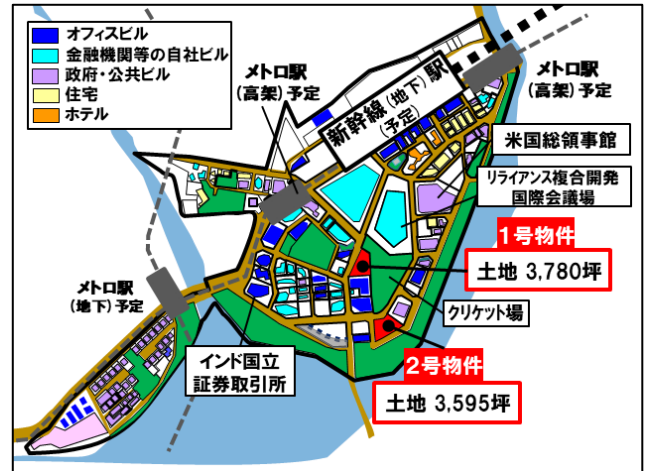 オフィスビル
金融機関等の自社ビル
政府・公共ビル
住宅
ホテル
メトロ駅
(高架)予定
新幹線(地下)駅
(予定)
メトロ駅
(高架)予定
米国総領事館
リライアンス複合開発
国際会議場
1号物件
土地 3,780坪
メトロ駅
(地下)予定
クリケット場
インド国立
証券取引所
2号物件
土地 3,595坪